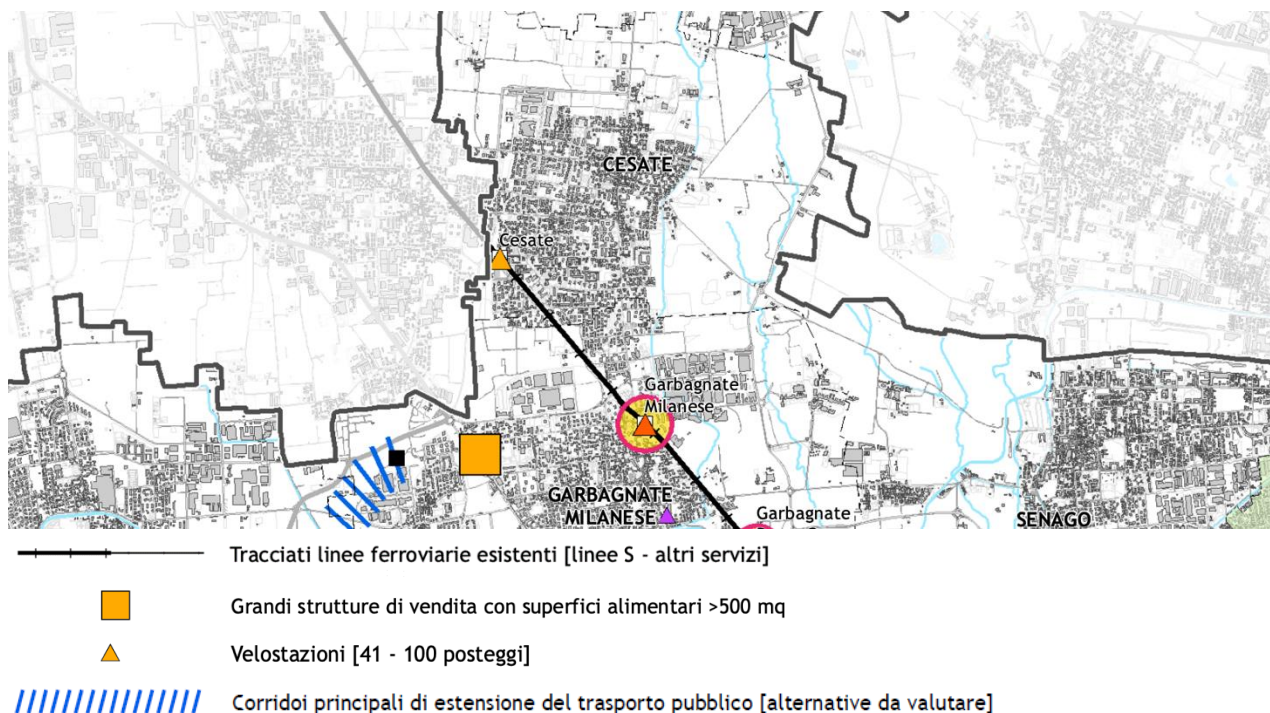 CESATE
Cesate
Garbagnate
Milanese
GARBAGNATE
MILANESE
Garbagnate
SENAGO
Tracciati linee ferroviarie esistenti [linee S - altri servizi]
Grandi strutture di vendita con superfici alimentari >500 mq
Velostazioni [41 - 100 posteggi]
Corridoi principali di estensione del trasporto pubblico [alternative da valutare]